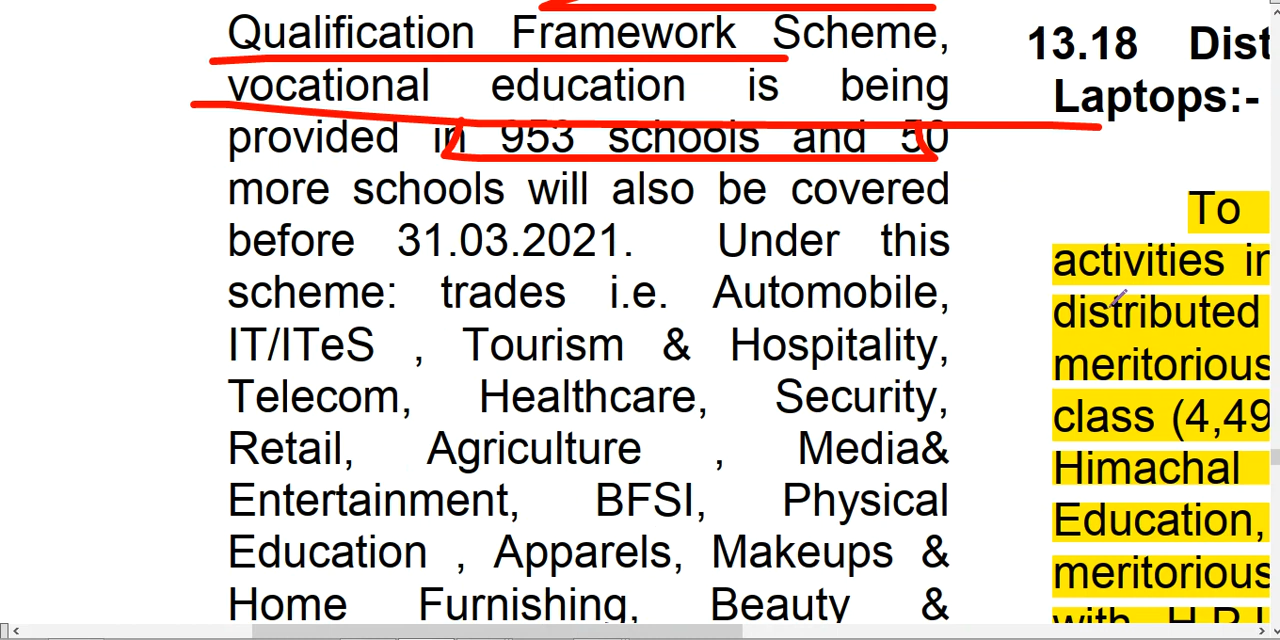 Qualification Framework Scheme,
vocational education is being
provided in 953 schools and 50
more schools will also be covered
before 31.03.2021. Under this
scheme: trades i.e. Automobile,
IT/ITeS , Tourism & Hospitality,
Telecom, Healthcare, Security,
Retail, Agriculture , Media&
Entertainment, BFSI, Physical
Education , Apparels, Makeups &
Home Furnishing, Beauty &
13.18 Dist
Laptops:-
To
activities in
distributed
meritorious
class (4,49
Himachal
Education,
meritorious
with